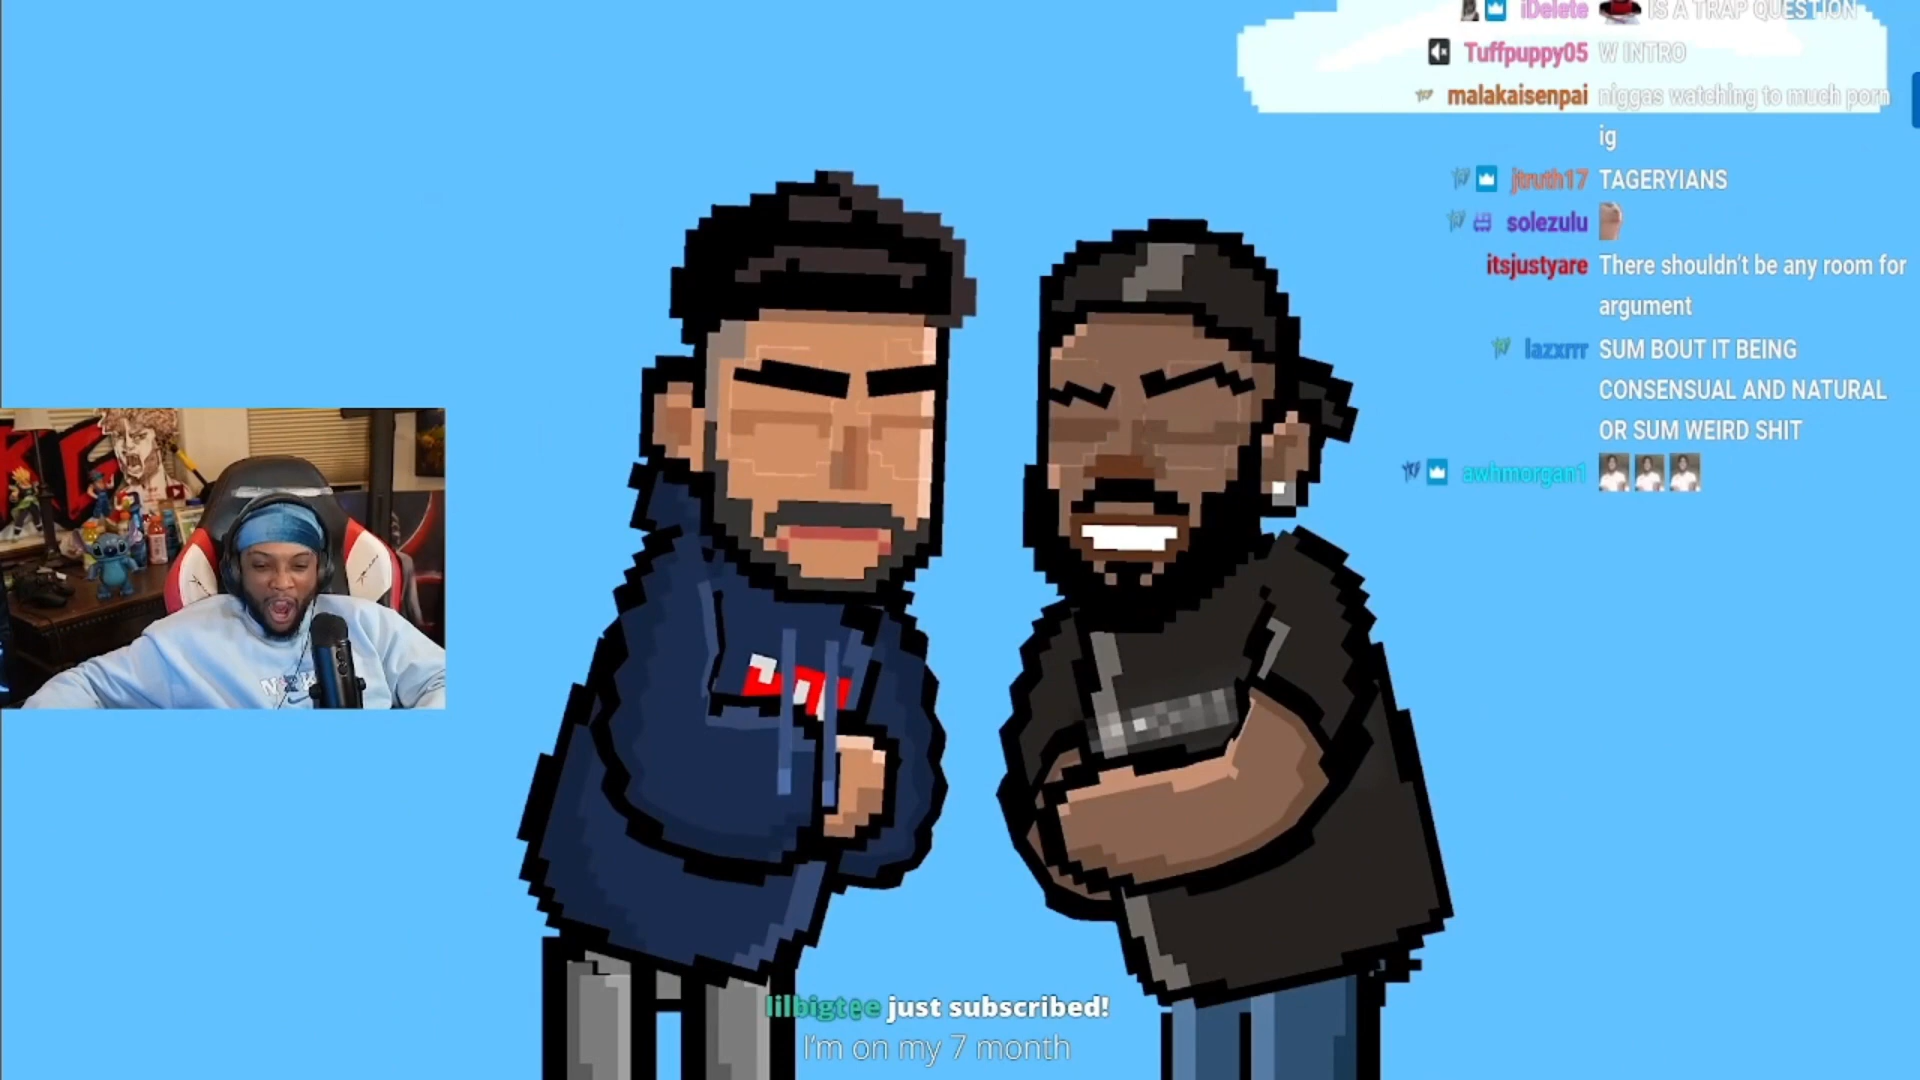 iDelete IS A TRAP QUESTION
Tuffpuppy05 W INTRO
malakaisenpai niggas watching to much porn
ig
jtruth17 TAGERYIANS
solezulu
itsjustyare There shouldn't be any room for
argument
lazxrrr SUM BOUT IT BEING
CONSENSUAL AND NATURAL
OR SUM WEIRD SHIT
awhmorgan1
lilbigtee just subscribed!
I'm on my 7 month